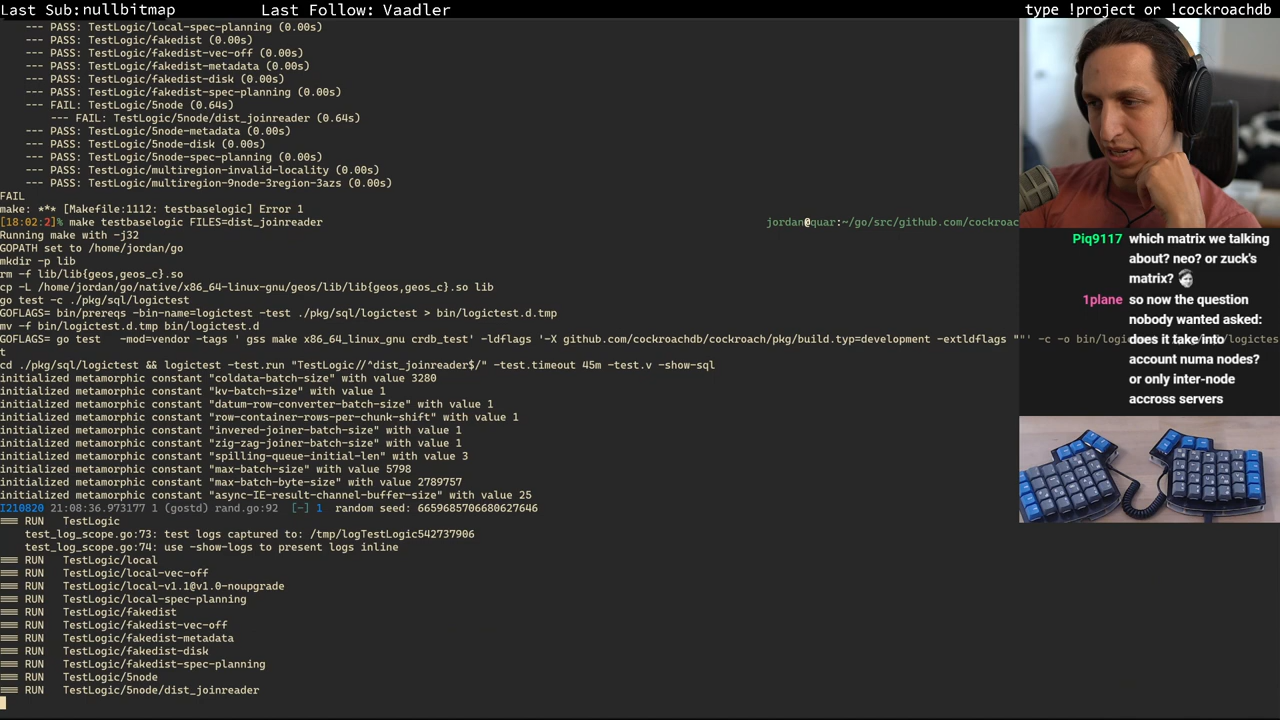 Last Sub:nullbitmap
Last Follow: Vaadler
type !project or !cockroachdb
--- PASS: TestLogic/local-spec-planning (0.00s)
--- PASS: TestLogic/fakedist (0.00s)
--- PASS: TestLogic/fakedist-vec-off (0.00s)
--- PASS: TestLogic/fakedist-metadata (0.00s)
--- PASS: TestLogic/fakedist-disk (0.00s)
--- PASS: TestLogic/fakedist-spec-planning (0.00s)
--- FAIL: TestLogic/5node (0.64s)
--- FAIL: TestLogic/5node/dist_joinreader (0.64s)
--- PASS: TestLogic/5node-metadata (0.00s)
--- PASS: TestLogic/5node-disk (0.00s)
--- PASS: TestLogic/5node-spec-planning (0.00s)
--- PASS: TestLogic/multiregion-invalid-locality (0.00s)
--- PASS: TestLogic/multiregion-9node-3region-3azs (0.00s)
FAIL
make: *** [Makefile:1112: testbaselogic] Error 1
[18:02:2]% make testbaselogic FILES=dist_joinreader jordan@quar:~/go/src/github.com/cockroac
Running make with -j32
GOPATH set to /home/jordan/go
mkdir -p lib
rm -f lib/lib{geos,geos_c}.so
cp -L /home/jordan/go/native/x86_64-linux-gnu/geos/lib/lib{geos,geos_c}.so lib
go test -c ./pkg/sql/logictest
GOFLAGS= bin/prereqs -bin-name=logictest -test ./pkg/sql/logictest > bin/logictest.d.tmp
mv -f bin/logictest.d.tmp bin/logictest.d
GOFLAGS= go test   -mod=vendor -tags ' gss make x86_64_linux_gnu crdb_test' -ldflags '-X github.com/cockroachdb/cockroach/pkg/build.typ=development -extldflags ""' -c -o bin/logic
t
cd ./pkg/sql/logictest && logictest -test.run "TestLogic//^dist_joinreader$/" -test.timeout 45m -test.v -show-sql
initialized metamorphic constant "coldata-batch-size" with value 3280
initialized metamorphic constant "kv-batch-size" with value 1
initialized metamorphic constant "datum-row-converter-batch-size" with value 1
initialized metamorphic constant "row-container-rows-per-chunk-shift" with value 1
initialized metamorphic constant "invered-joiner-batch-size" with value 1
initialized metamorphic constant "zig-zag-joiner-batch-size" with value 1
initialized metamorphic constant "spilling-queue-initial-len" with value 3
initialized metamorphic constant "max-batch-size" with value 5798
initialized metamorphic constant "max-batch-byte-size" with value 2789757
initialized metamorphic constant "async-IE-result-channel-buffer-size" with value 25
I210820 21:08:36.973177 1 (gostd) rand.go:92  [-] 1  random seed: 6659685706680627646
=== RUN   TestLogic
test_log_scope.go:73: test logs captured to: /tmp/logTestLogic542737906
test_log_scope.go:74: use -show-logs to present logs inline
=== RUN   TestLogic/local
=== RUN   TestLogic/local-vec-off
=== RUN   TestLogic/local-v1.1@v1.0-noupgrade
=== RUN   TestLogic/local-spec-planning
=== RUN   TestLogic/fakedist
=== RUN   TestLogic/fakedist-vec-off
=== RUN   TestLogic/fakedist-metadata
=== RUN   TestLogic/fakedist-disk
=== RUN   TestLogic/fakedist-spec-planning
=== RUN   TestLogic/5node
=== RUN   TestLogic/5node/dist_joinreader
Piq9117 which matrix we talking
about? neo? or zuck's
matrix?
1plane so now the question
nobody wanted asked:
does it take into
account numa nodes?
or only inter-node
accross servers